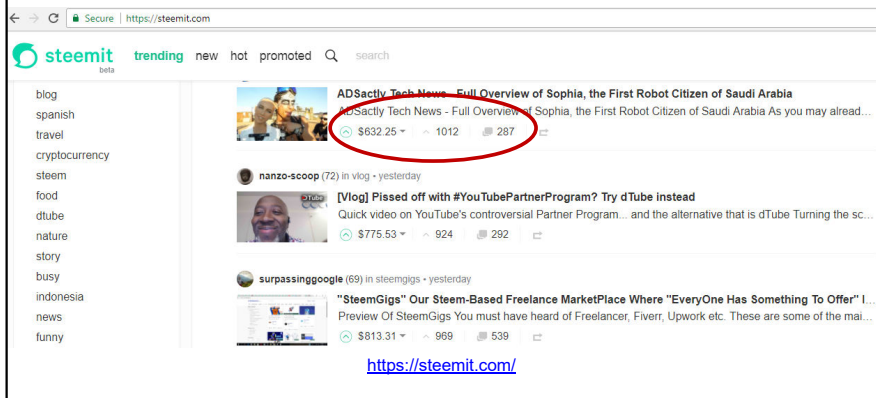 Secure | https://steemit.com
steemit beta trending new hot promoted search
blog
spanish
travel
cryptocurrency
steem
food
dtube
nature
story
busy
indonesia
news
funny
ADSactly Tech News - Full Overview of Sophia, the First Robot Citizen of Saudi Arabia
ADSactly Tech News - Full Overview of Sophia, the First Robot Citizen of Saudi Arabia As you may alread...
$632.25 1012 287
nanzo-scoop (72) in vlog • yesterday
DTube
[Vlog] Pissed off with #YouTubePartnerProgram? Try dTube instead
Quick video on YouTube's controversial Partner Program... and the alternative that is dTube Turning the sc...
$775.53 924 292
surpassinggoogle (69) in steemgigs • yesterday
"SteemGigs" Our Steem-Based Freelance MarketPlace Where "EveryOne Has Something To Offer" I...
Preview Of SteemGigs You must have heard of Freelancer, Fiverr, Upwork etc. These are some of the mai...
$813.31 969 539
https://steemit.com/